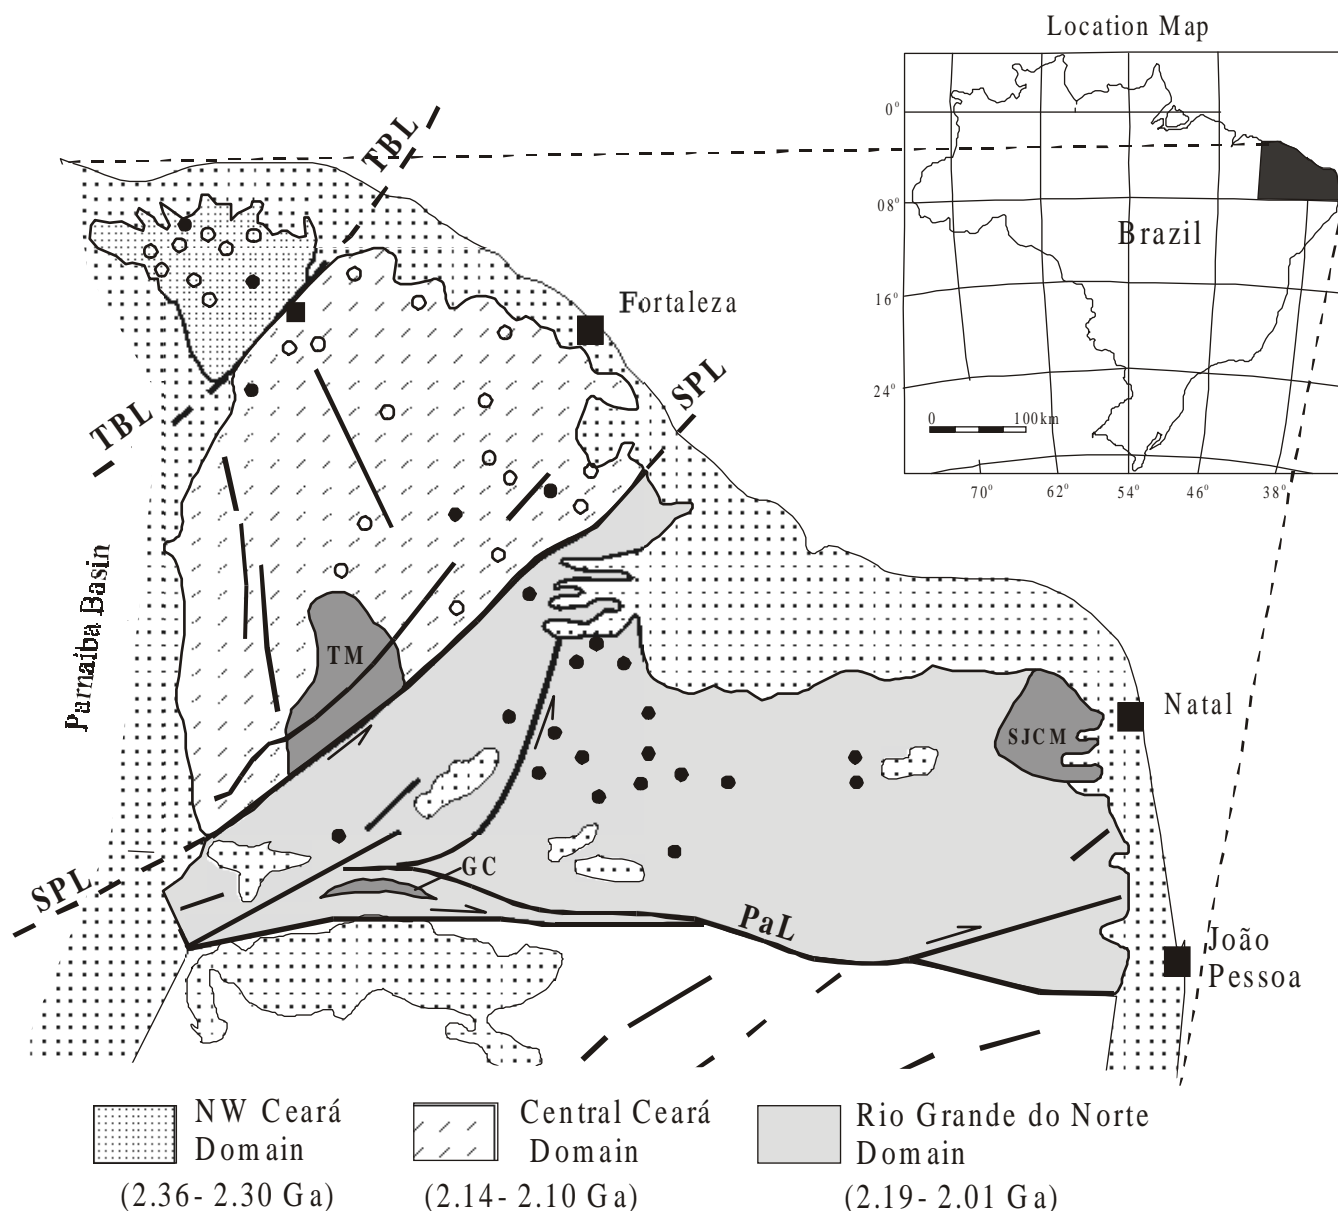 Location Map
0°
08°
16°
24°
Brazil
0 100km
70° 62° 54° 46° 38°
TBL
Fortaleza
SPL
TBL
Parnaíba Basin
TM
Natal
SJCM
GC
SPL
PaL
João
Pessoa
NW Ceará
Domain
(2.36- 2.30 Ga)
Central Ceará
Domain
(2.14- 2.10 Ga)
Rio Grande do Norte
Domain
(2.19- 2.01 Ga)